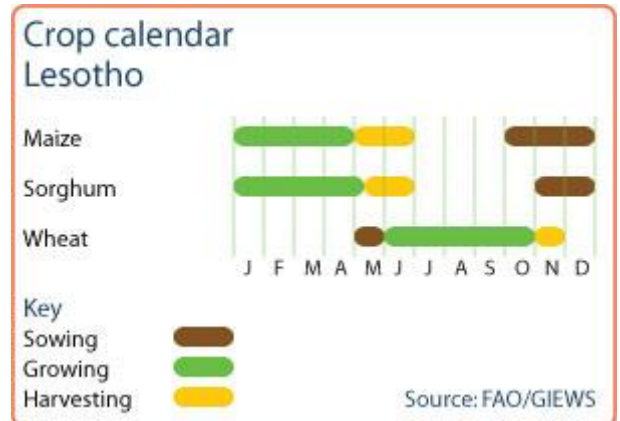 Crop calendar
Lesotho
Maize
Sorghum
Wheat
J F M A M J J A S O N D
Key
Sowing
Growing
Harvesting
Source: FAO/GIEWS